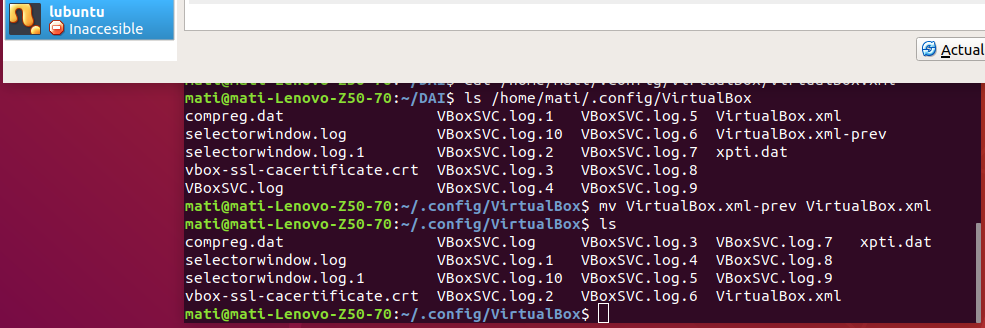 lubuntu
Inaccesible
Actual
mati@mati-Lenovo-Z50-70:~/DAI$ ls /home/mati/.config/VirtualBox
compreg.dat VBoxSVC.log.1 VBoxSVC.log.5 VirtualBox.xml
selectorwindow.log VBoxSVC.log.10 VBoxSVC.log.6 VirtualBox.xml-prev
selectorwindow.log.1 VBoxSVC.log.2 VBoxSVC.log.7 xpti.dat
vbox-ssl-cacertificate.crt VBoxSVC.log.3 VBoxSVC.log.8
VBoxSVC.log VBoxSVC.log.4 VBoxSVC.log.9
mati@mati-Lenovo-Z50-70:~/.config/VirtualBox$ mv VirtualBox.xml-prev VirtualBox.xml
mati@mati-Lenovo-Z50-70:~/.config/VirtualBox$ ls
compreg.dat VBoxSVC.log VBoxSVC.log.3 VBoxSVC.log.7 xpti.dat
selectorwindow.log VBoxSVC.log.1 VBoxSVC.log.4 VBoxSVC.log.8
selectorwindow.log.1 VBoxSVC.log.10 VBoxSVC.log.5 VBoxSVC.log.9
vbox-ssl-cacertificate.crt VBoxSVC.log.2 VBoxSVC.log.6 VirtualBox.xml
mati@mati-Lenovo-Z50-70:~/.config/VirtualBox$